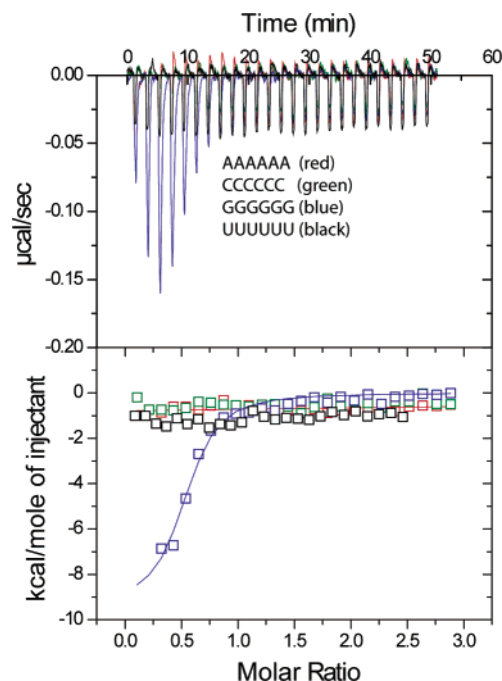 Time (min)
0 10 20 30 40 50 60
0.00
-0.05
-0.10
-0.15
-0.20
µcal/sec
AAAAAA (red)
CCCCCC (green)
GGGGGG (blue)
UUUUUU (black)
0
-2
-4
-6
-8
-10
kcal/mole of injectant
0.0 0.5 1.0 1.5 2.0 2.5 3.0
Molar Ratio